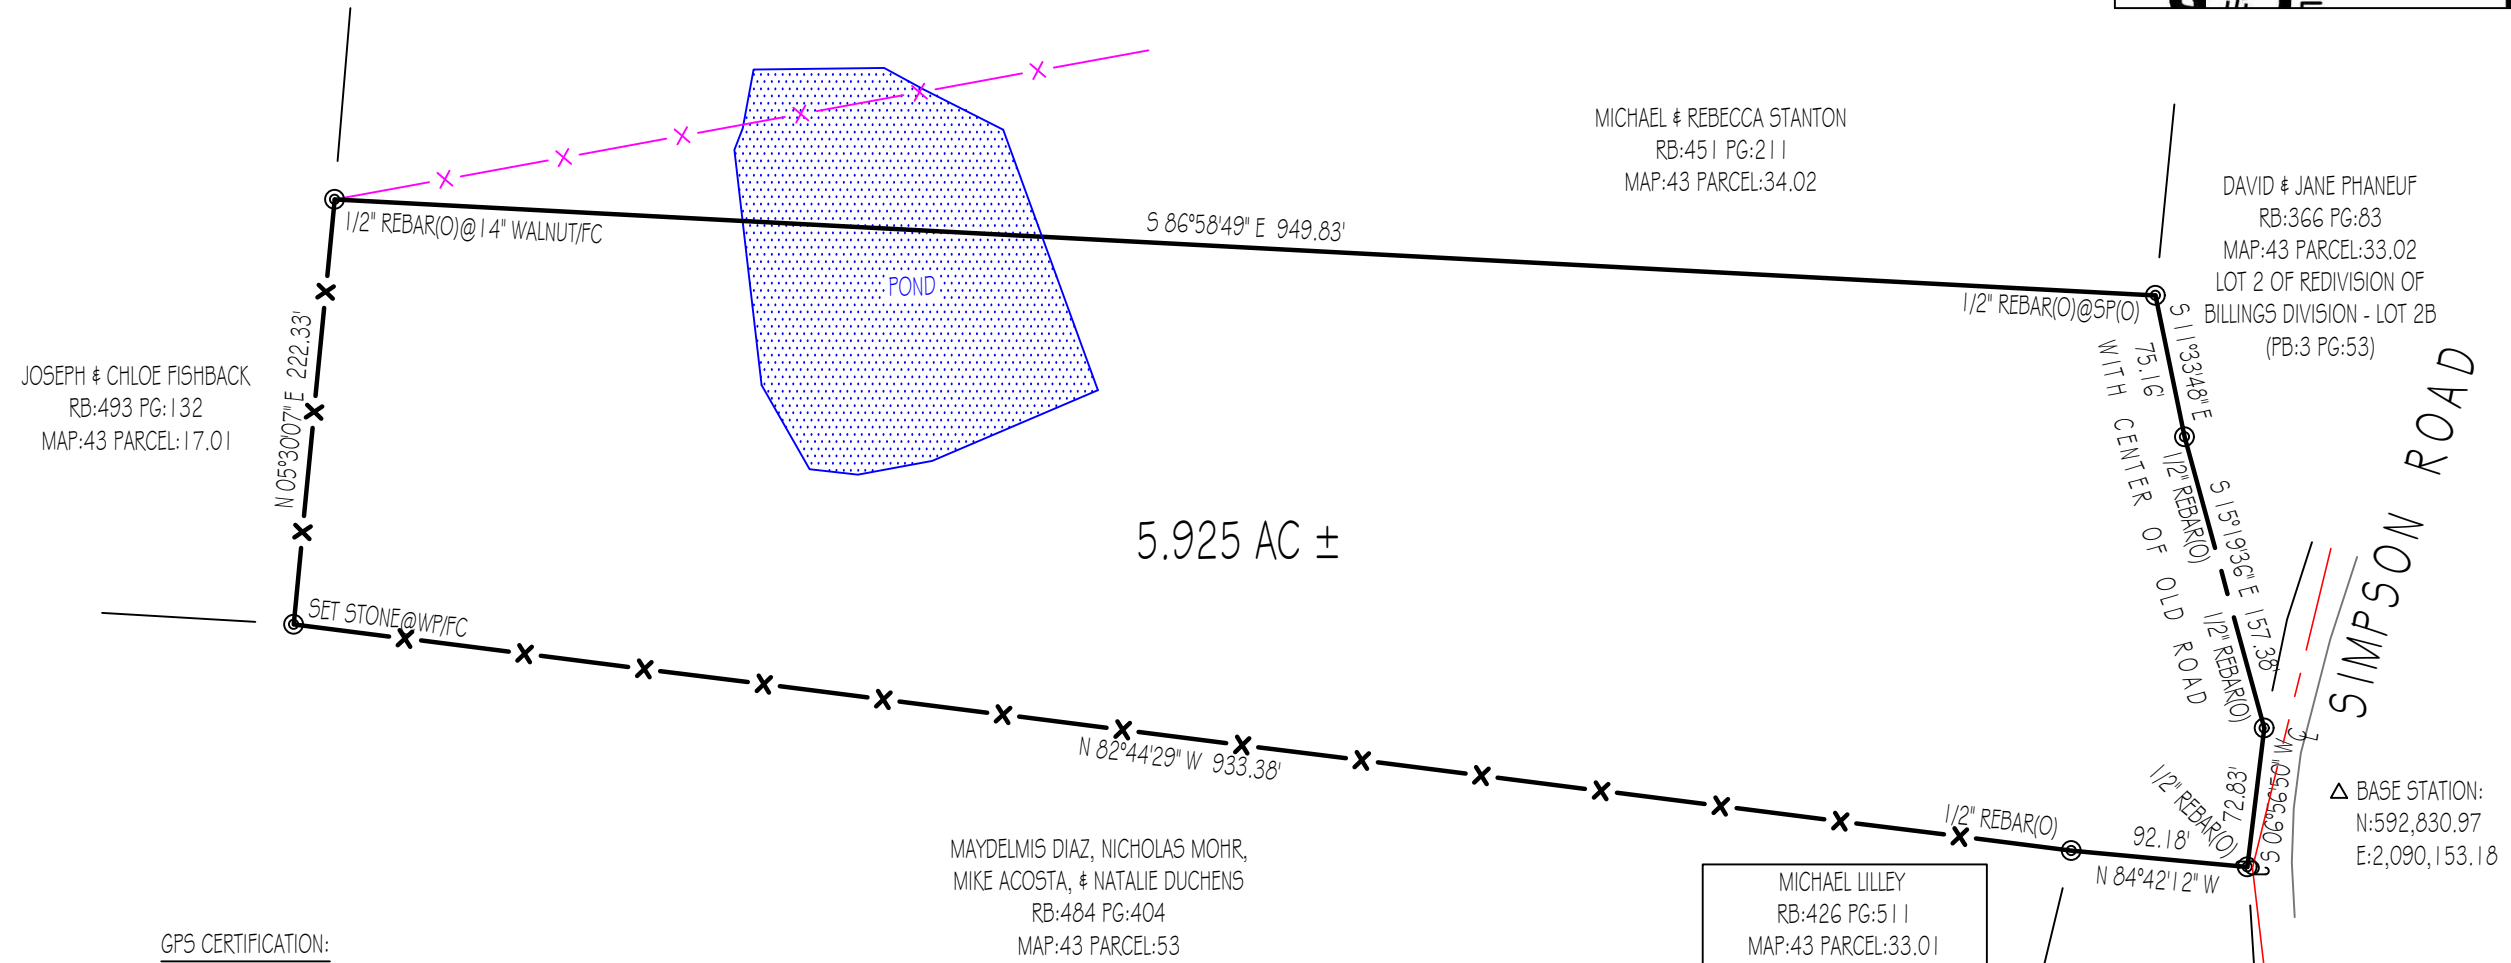 MICHAEL & REBECCA STANTON
RB:451 PG:211
MAP:43 PARCEL:34.02
DAVID & JANE PHANEUF
RB:366 PG:83
MAP:43 PARCEL:33.02
LOT 2 OF REDIVISION OF
BILLINGS DIVISION - LOT 2B
(PB:3 PG:53)
1/2" REBAR(O)@14" WALNUT/FC
S 86°58'49" E 949.83'
POND
1/2" REBAR(O)@SP(O)
S 11°33'48" E
75.16'
WITH CENTER OF OLD ROAD
JOSEPH & CHLOE FISHBACK
RB:493 PG:132
MAP:43 PARCEL:17.01
N 05°30'07" E 222.33'
1/2" REBAR(O)
S 15°19'36" E 157.38'
SIMPSON ROAD
5.925 AC ±
SET STONE@WP/FC
1/2" REBAR(O)
N 82°44'29" W 933.38'
CL
S 06°56'50" W
72.83'
1/2" REBAR(O)
BASE STATION:
N:592,830.97
E:2,090,153.18
1/2" REBAR(O)
92.18'
N 84°42'12" W
MAYDELMIS DIAZ, NICHOLAS MOHR,
MIKE ACOSTA, & NATALIE DUCHENS
RB:484 PG:404
MAP:43 PARCEL:53
MICHAEL LILLEY
RB:426 PG:511
MAP:43 PARCEL:33.01
GPS CERTIFICATION: